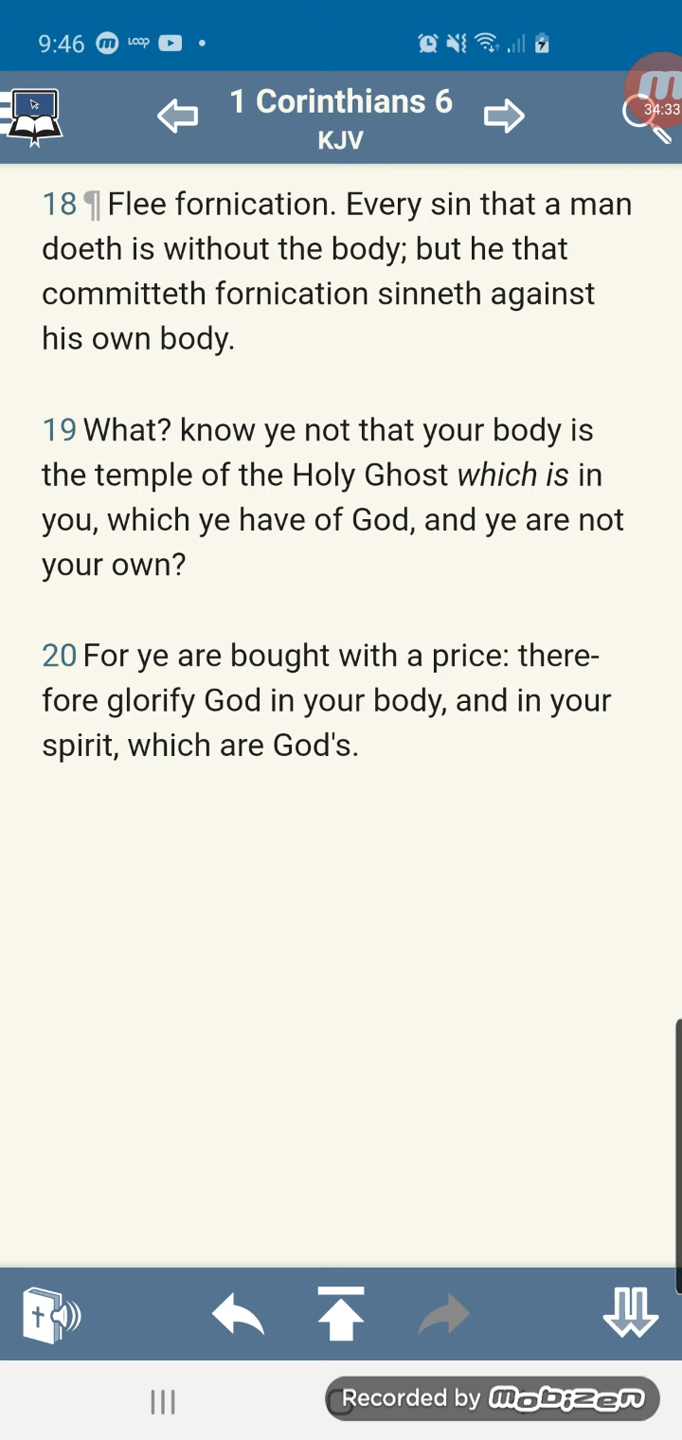 9:46 m LOOP
1 Corinthians 6
KJV
34:33
18 ¶ Flee fornication. Every sin that a man
doeth is without the body; but he that
committeth fornication sinneth against
his own body.
19 What? know ye not that your body is
the temple of the Holy Ghost which is in
you, which ye have of God, and ye are not
your own?
20 For ye are bought with a price: there-
fore glorify God in your body, and in your
spirit, which are God's.
Recorded by mobizen